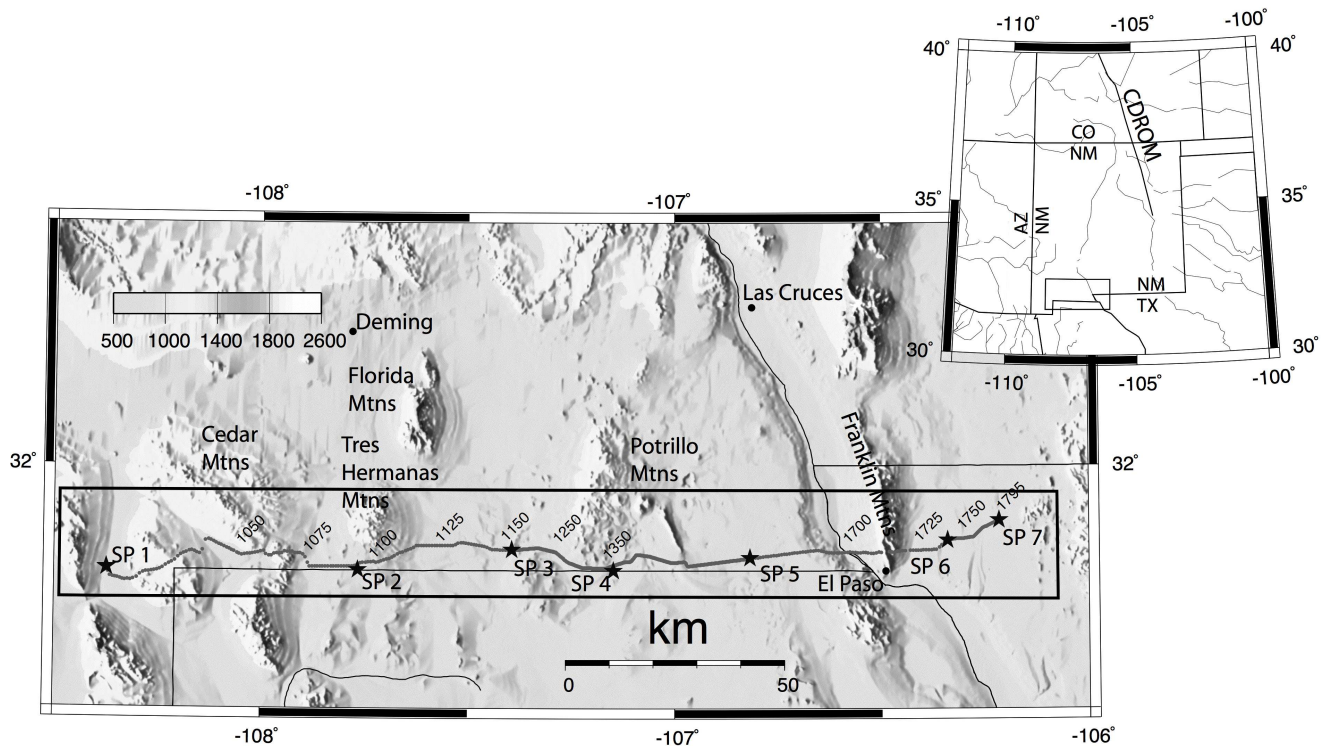 -110°
-105°
-100°
40°
40°
CDROM
CO
NM
35°
35°
AZ
NM
NM
TX
30°
30°
-110°
-105°
-100°
-108°
-107°
Las Cruces
500 1000 1400 1800 2600
Deming
Florida
Mtns
Cedar
Mtns
Tres
Hermanas
Mtns
Potrillo
Mtns
Franklin Mtns
32°
32°
SP 1
1050
1075
1100
SP 2
1125
1150
SP 3
1250
1350
SP 4
SP 5
1700
El Paso
1725
SP 6
1750
1795
SP 7
km
0 50
-108°
-107°
-106°